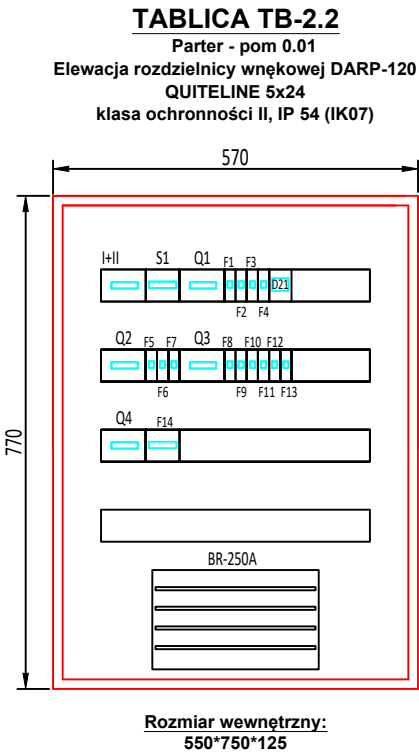 TABLICA TB-2.2
Parter - pom 0.01
Elewacja rozdzielnicy wnękowej DARP-120
QUITELINE 5x24
klasa ochronności II, IP 54 (IK07)
570
770
I+II S1 Q1 F1 F3
D21
F2 F4
Q2 F5 F7 Q3 F8 F10 F12
F6 F9 F11 F13
Q4 F14
BR-250A
Rozmiar wewnętrzny:
550*750*125